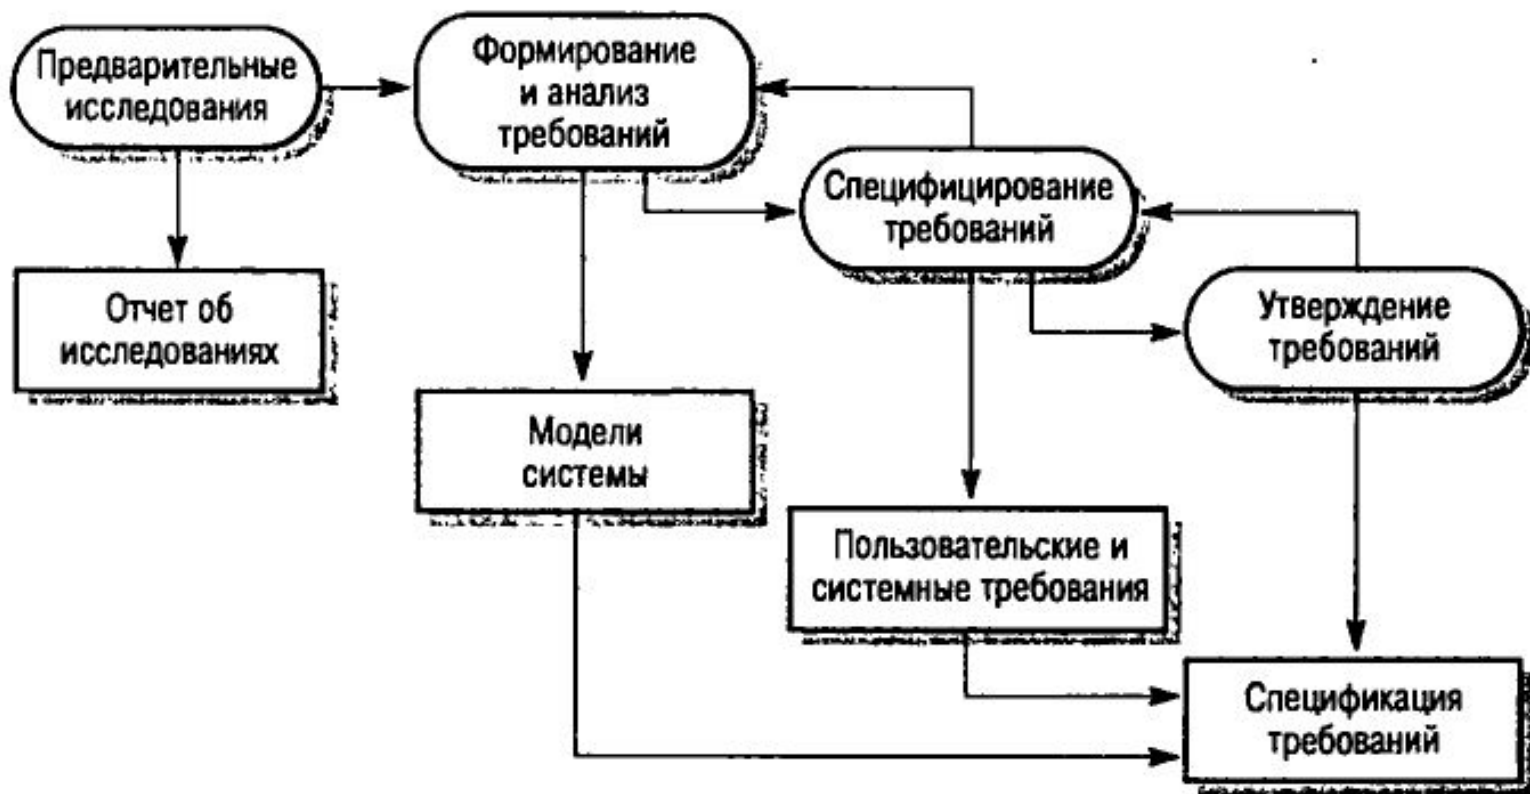 Предварительные
исследования
Формирование
и анализ
требований
Специфицирование
требований
Отчет об
исследованиях
Утверждение
требований
Модели
системы
Пользовательские и
системные требования
Спецификация
требований